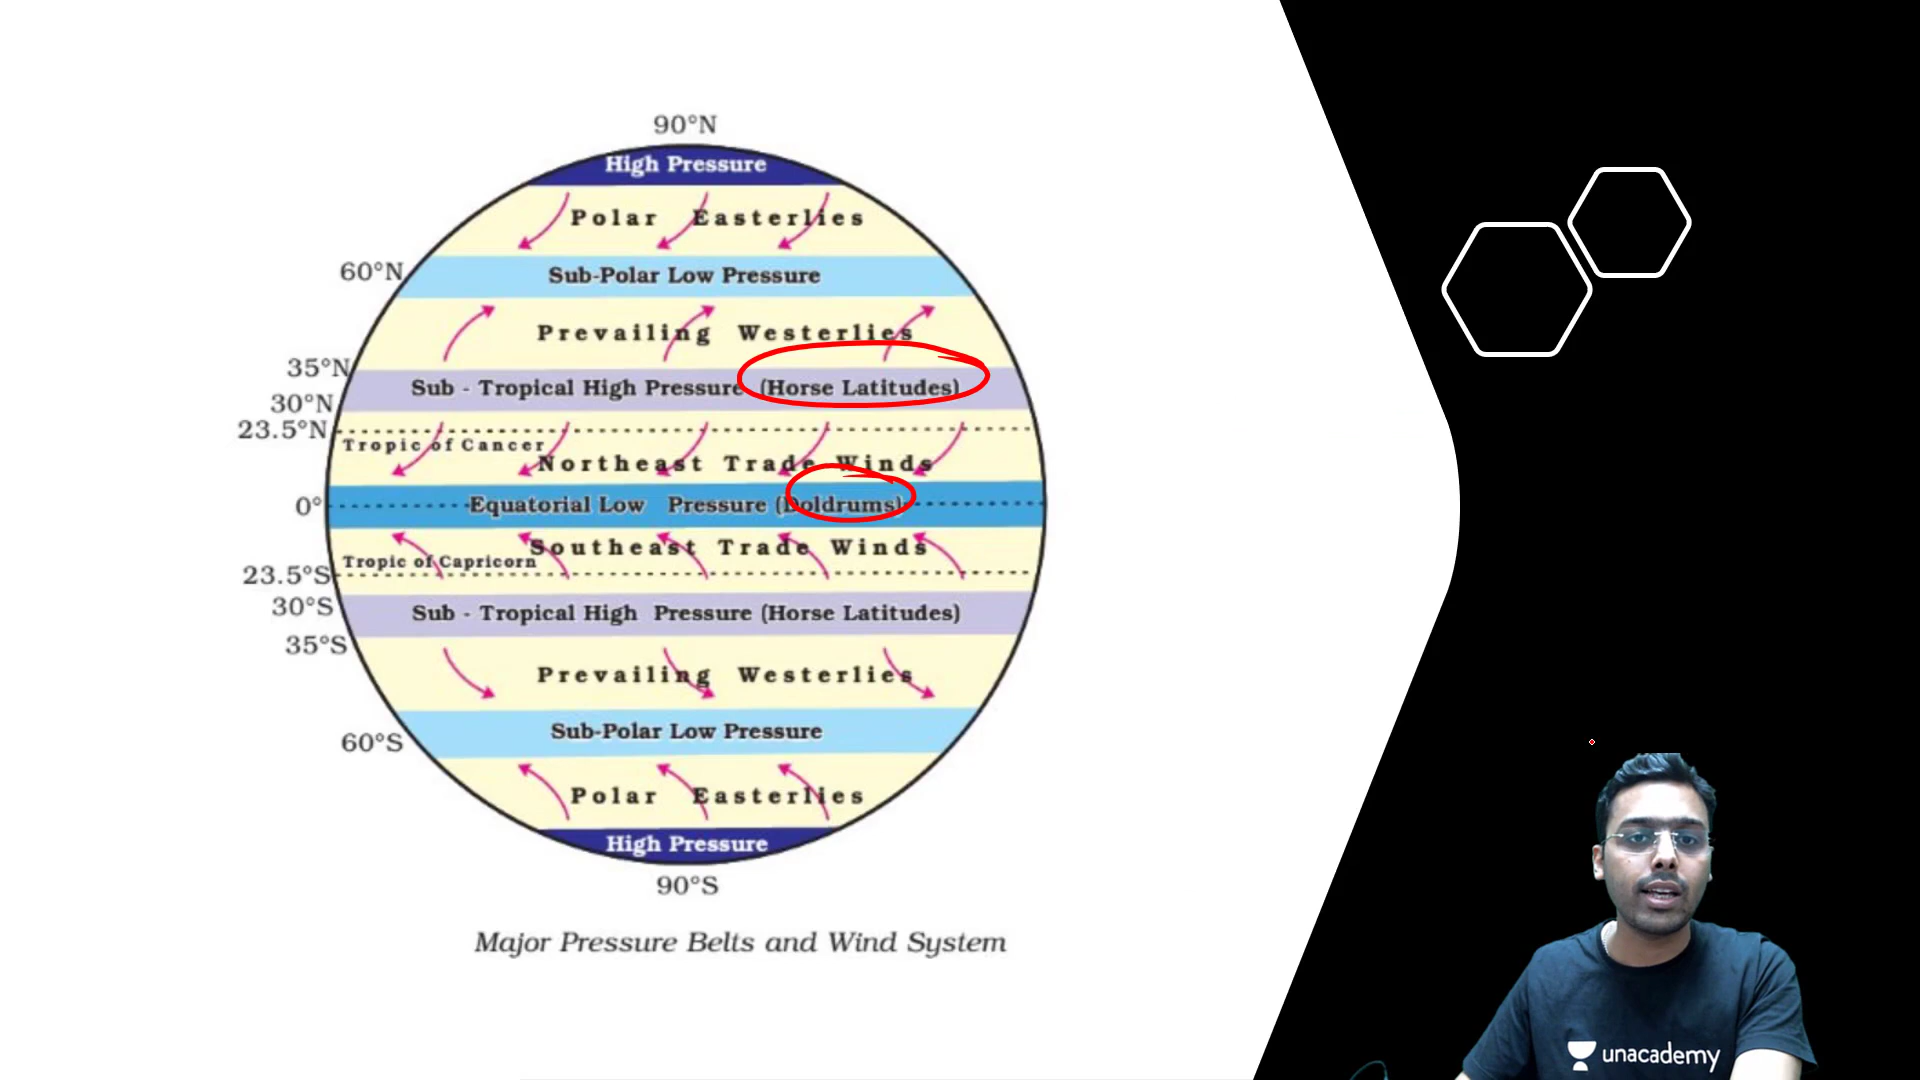 90°N
High Pressure
Polar Easterlies
60°N
Sub-Polar Low Pressure
Prevailing Westerlies
35°N
Sub - Tropical High Pressure (Horse Latitudes)
30°N
23.5°N
Tropic of Cancer
Northeast Trade Winds
0°
Equatorial Low Pressure (Doldrums)
Southeast Trade Winds
Tropic of Capricorn
23.5°S
30°S
Sub - Tropical High Pressure (Horse Latitudes)
35°S
Prevailing Westerlies
60°S
Sub-Polar Low Pressure
Polar Easterlies
High Pressure
90°S
Major Pressure Belts and Wind System
unacademy